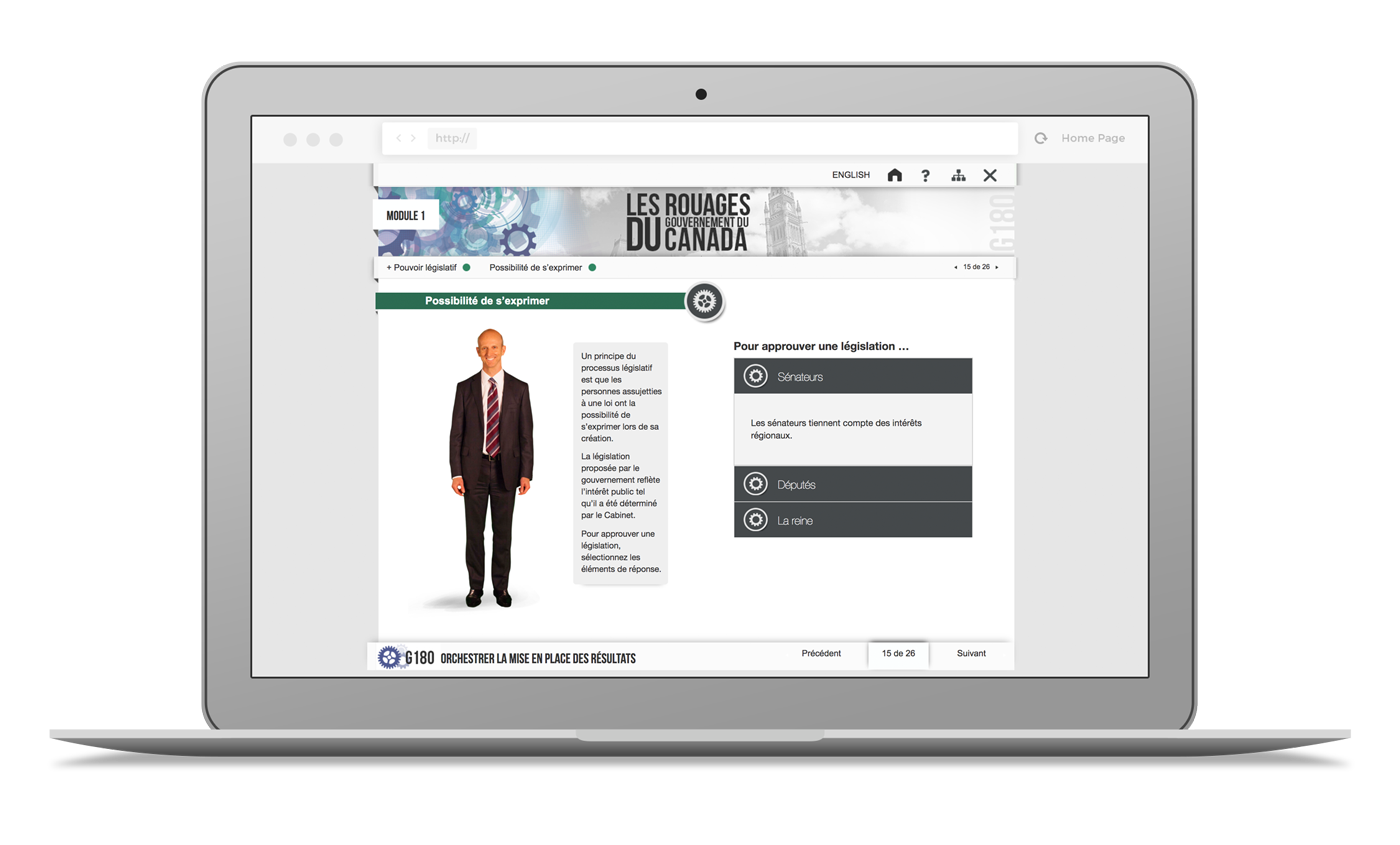 http://
Home Page
ENGLISH
?
MODULE 1
LES ROUAGES
DU GOUVERNEMENT DU
CANADA
G180
+ Pouvoir législatif
Possibilité de s'exprimer
15 de 26
Possibilité de s'exprimer
Un principe du
processus législatif
est que les
personnes assujetties
à une loi ont la
possibilité de
s'exprimer lors de sa
création.
La législation
proposée par le
gouvernement reflète
l'intérêt public tel
qu'il a été déterminé
par le Cabinet.
Pour approuver une
législation,
sélectionnez les
éléments de réponse.
Pour approuver une législation ...
Sénateurs
Les sénateurs tiennent compte des intérêts
régionaux.
Députés
La reine
G180 ORCHESTRER LA MISE EN PLACE DES RÉSULTATS
Précédent
15 de 26
Suivant